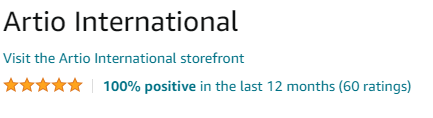 Artio International
Visit the Artio International storefront
100% positive in the last 12 months (60 ratings)